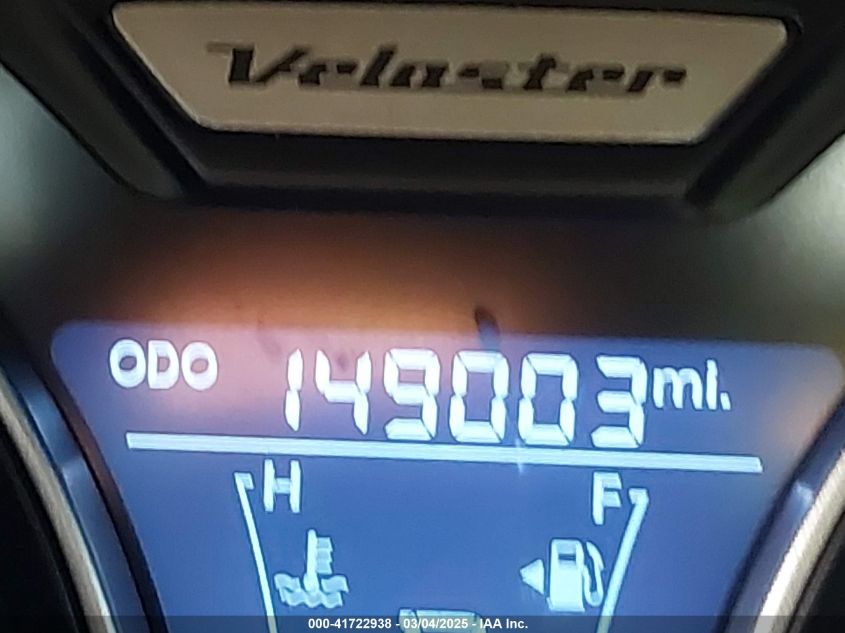 Veloster
ODO 149003 mi.
H F
000-41722938 - 03/04/2025 - IAA Inc.